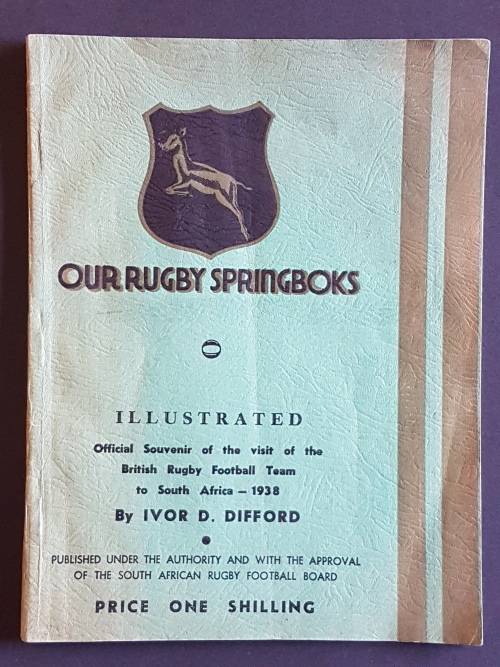 OUR RUGBY SPRINGBOKS
ILLUSTRATED
Official Souvenir of the visit of the
British Rugby Football Team
to South Africa – 1938
By IVOR D. DIFFORD
PUBLISHED UNDER THE AUTHORITY AND WITH THE APPROVAL
OF THE SOUTH AFRICAN RUGBY FOOTBALL BOARD
PRICE ONE SHILLING